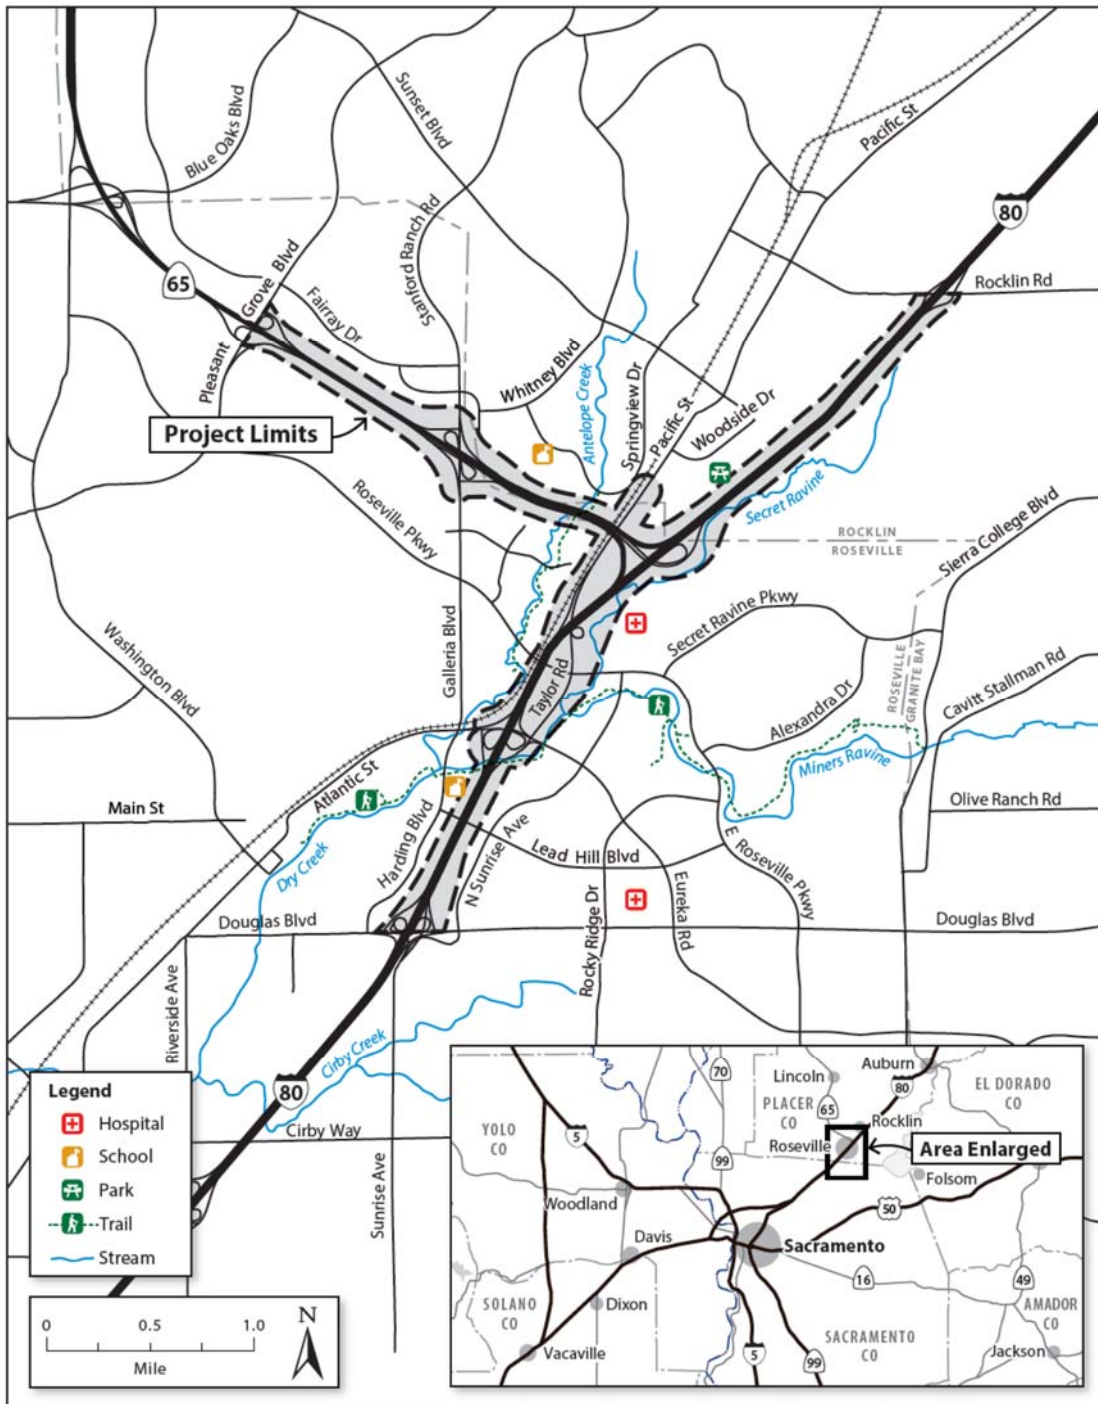 Blue Oaks Blvd
Sunset Blvd
Pacific St
80
65
Stanford Ranch Rd
Rocklin Rd
Pleasant
Grove Blvd
Fairray Dr
Whitney Blvd
Antelope Creek
Springview Dr
Pacific St
Woodside Dr
Project Limits
Roseville Pkwy
Secret Ravine
Sierra College Blvd
ROCKLIN
ROSEVILLE
Washington Blvd
Galleria Blvd
Taylor Rd
Secret Ravine Pkwy
ROSEVILLE
GRANITE BAY
Cavitt Stallman Rd
Alexandra Dr
Miners Ravine
Main St
Atlantic St
Olive Ranch Rd
Dry Creek
Harding Blvd
N Sunrise Ave
Lead Hill Blvd
E Roseville Pkwy
Rocky Ridge Dr
Eureka Rd
Douglas Blvd
Douglas Blvd
Riverside Ave
Cirby Creek
80
Cirby Way
Sunrise Ave
Legend
Hospital
School
Park
Trail
Stream
0
0.5
1.0
Mile
N
70
Lincoln
Auburn
80
EL DORADO
CO
PLACER
CO
65
Rocklin
YOLO
CO
5
99
Roseville
Area Enlarged
Folsom
Woodland
50
Davis
Sacramento
16
49
SOLANO
CO
Dixon
AMADOR
CO
SACRAMENTO
CO
Vacaville
5
99
Jackson